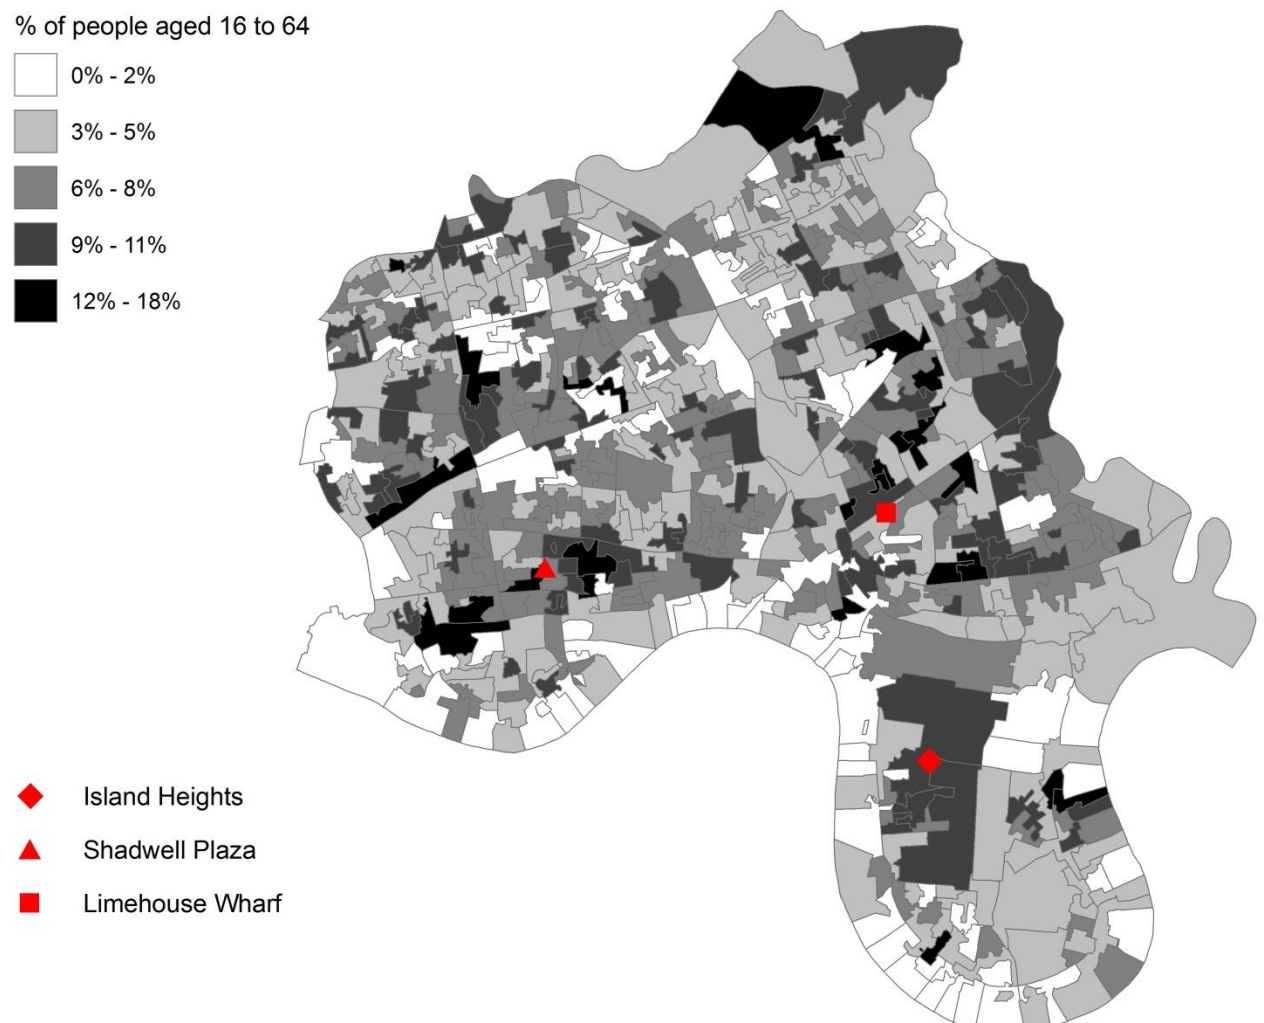 % of people aged 16 to 64
0% - 2%
3% - 5%
6% - 8%
9% - 11%
12% - 18%
Island Heights
Shadwell Plaza
Limehouse Wharf